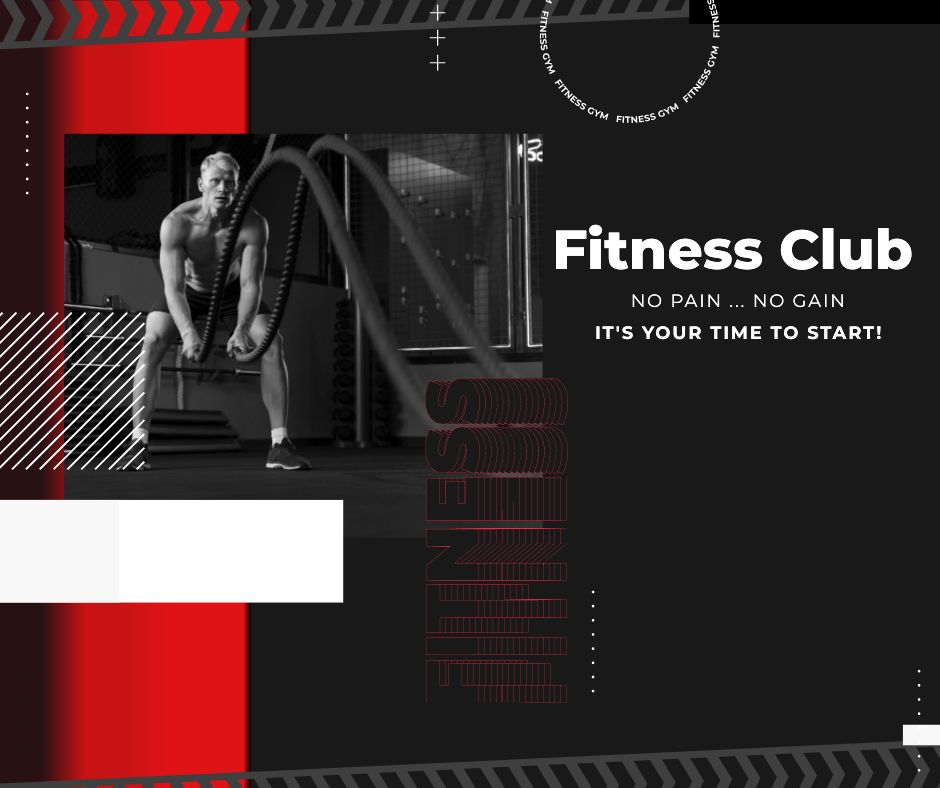 FITNESS GYM FITNESS GYM FITNESS GYM FITNESS GYM FITNESS
Fitness Club
NO PAIN ... NO GAIN
IT'S YOUR TIME TO START!
FITNESS